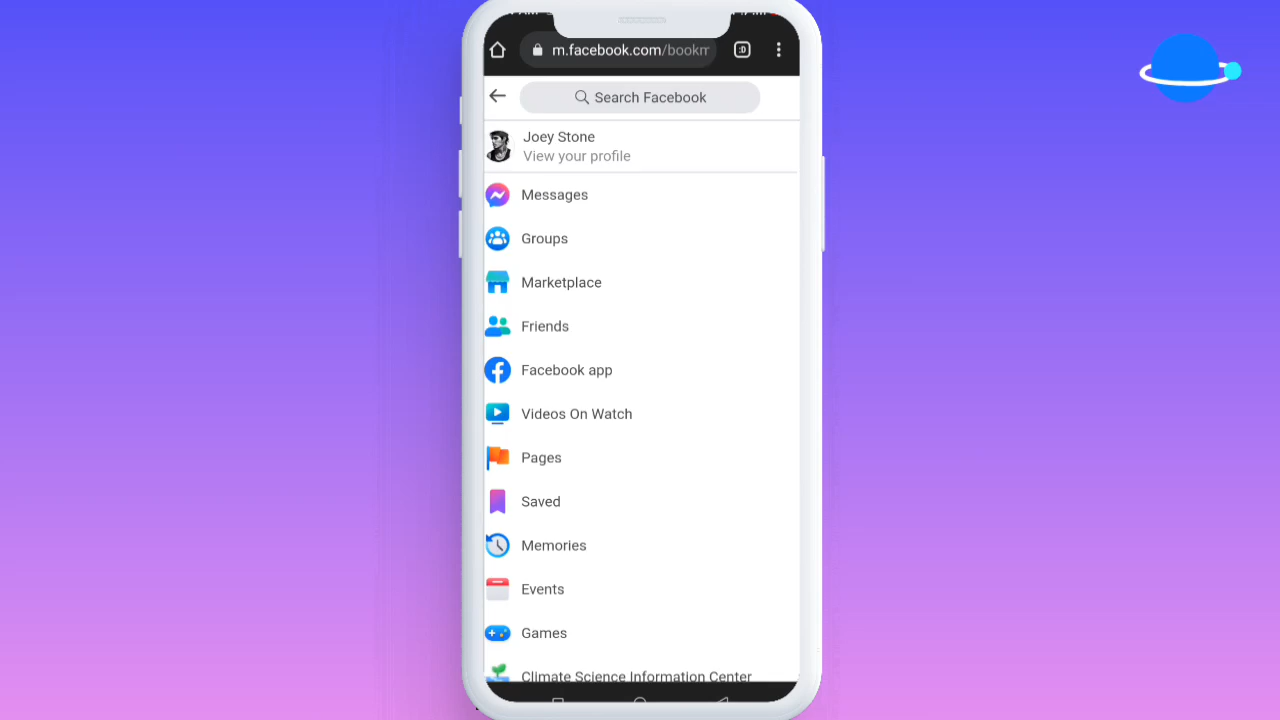 m.facebook.com/bookm
:D
Search Facebook
Joey Stone
View your profile
Messages
Groups
Marketplace
Friends
Facebook app
Videos On Watch
Pages
Saved
Memories
Events
Games
Climate Science Information Center